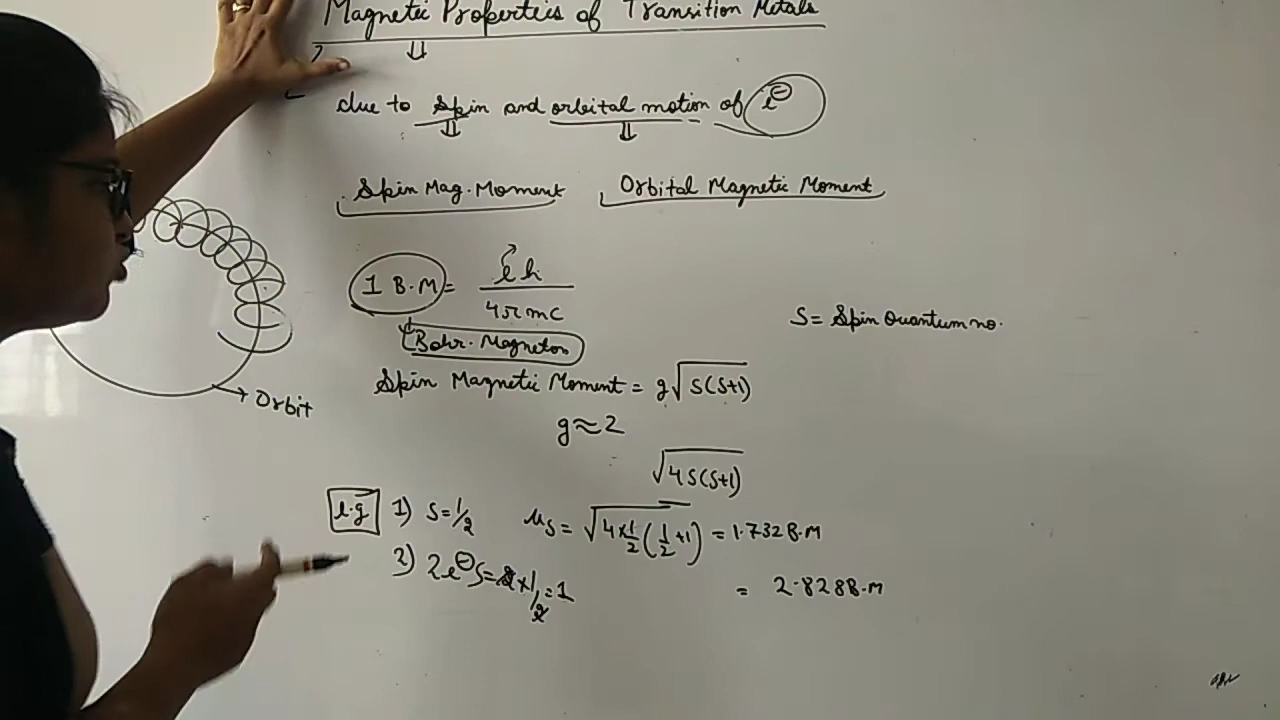 Magnetic Properties of Transition Metals
⇓
due to Spin and orbital motion of e⊖
⇓ ⇓
Spin Mag. Moment Orbital Magnetic Moment
1 B.M = eh / 4πmc
Bohr. Magneton
S = Spin Quantum no.
Spin Magnetic Moment = g√S(S+1)
→ Orbit
g ≈ 2
√4S(S+1)
e.g 1) S=1/2 μs = √4×1/2(1/2+1) = 1.732 B.M
2) 2e⊖ S=2×1/2=1 = 2.828 B.M